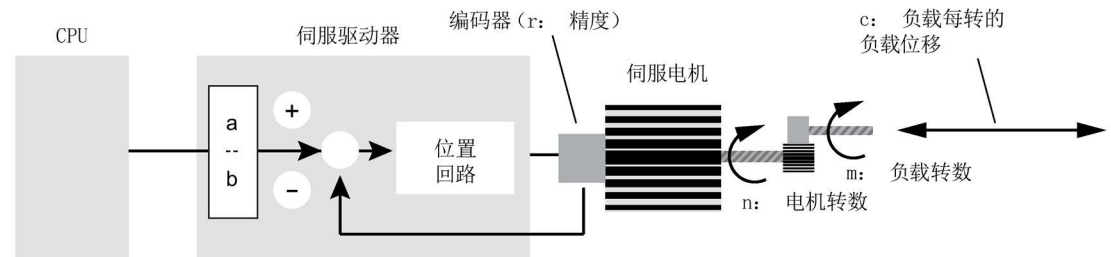 CPU
伺服驱动器
编码器（r： 精度）
c： 负载每转的
负载位移
伺服电机
a
--
b
+
−
位置
回路
m： 负载转数
n： 电机转数